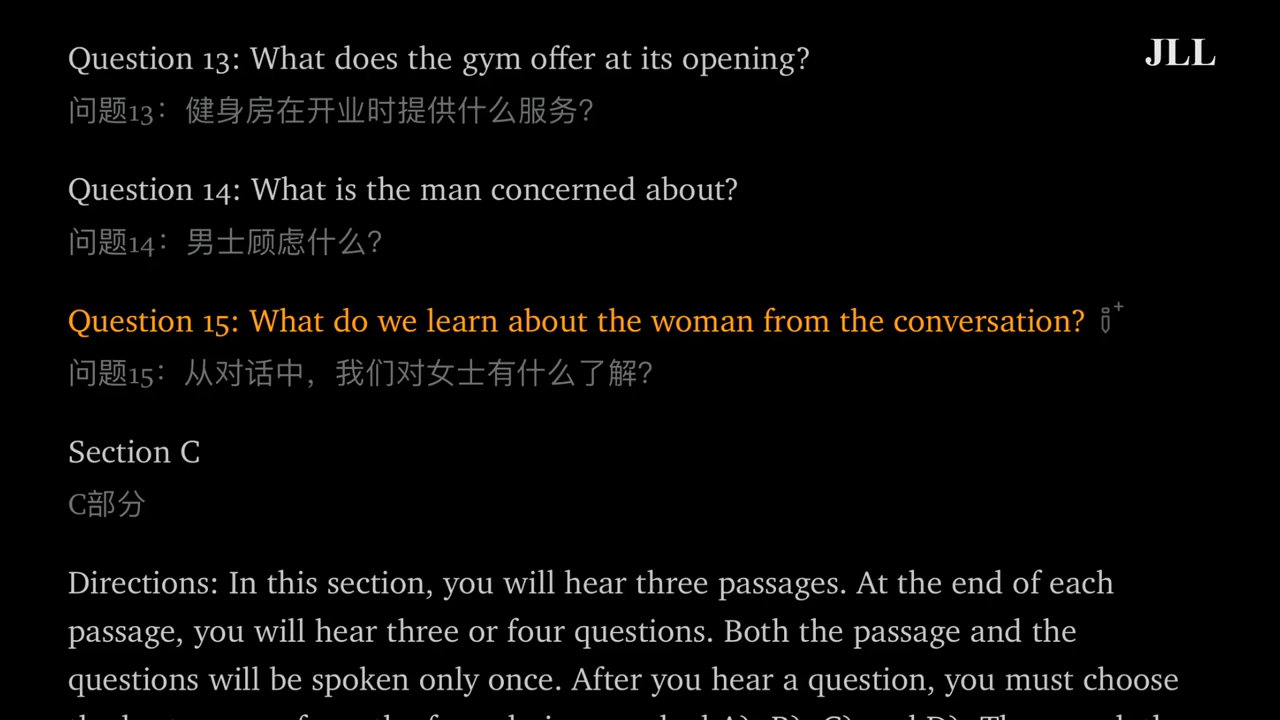 Question 13: What does the gym offer at its opening?
JLL
问题13：健身房在开业时提供什么服务？
Question 14: What is the man concerned about?
问题14：男士顾虑什么？
Question 15: What do we learn about the woman from the conversation?
问题15：从对话中，我们对女士有什么了解？
Section C
C部分
Directions: In this section, you will hear three passages. At the end of each
passage, you will hear three or four questions. Both the passage and the
questions will be spoken only once. After you hear a question, you must choose